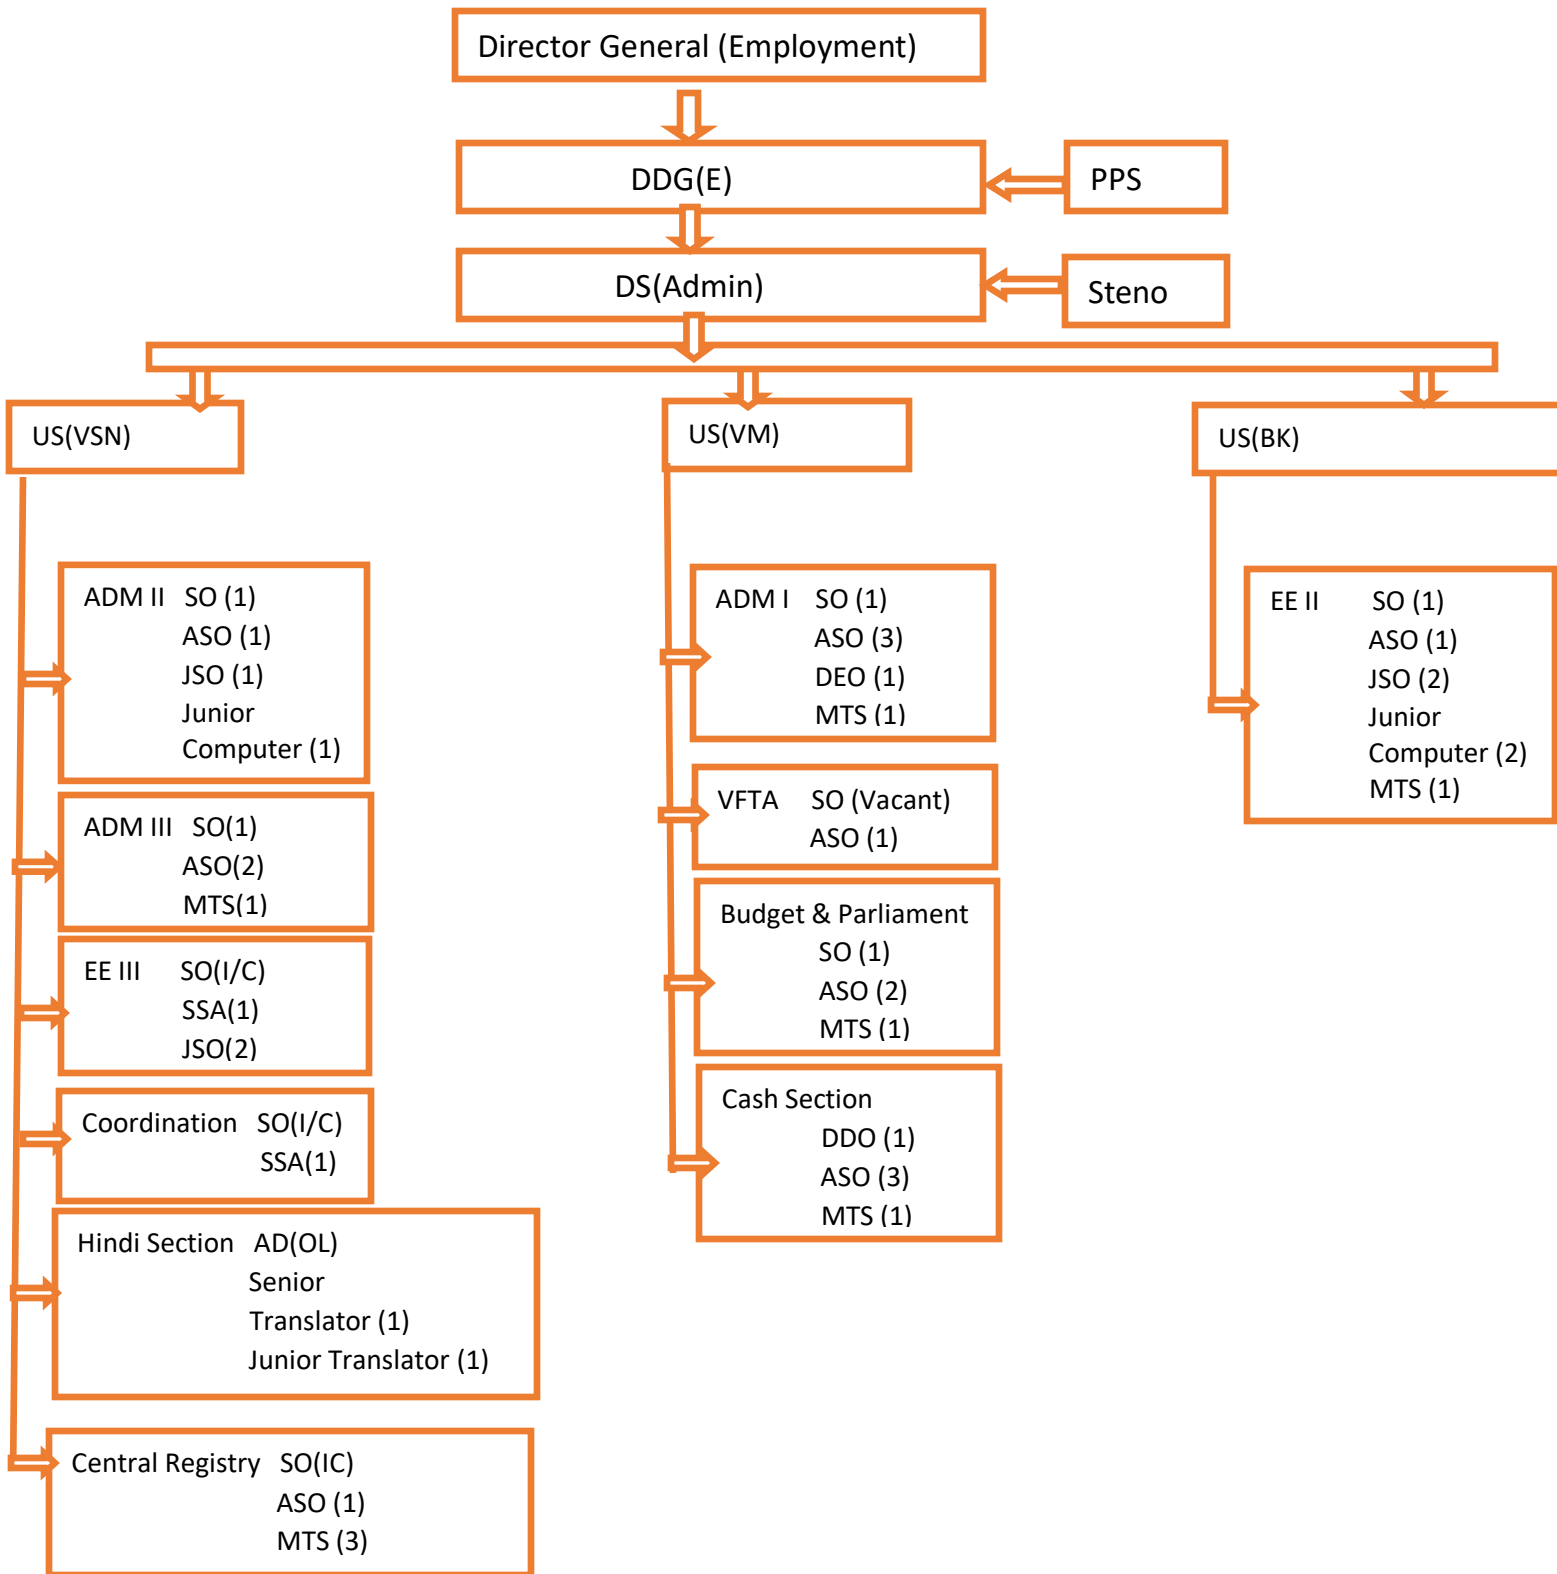 Director General (Employment)
DDG(E)
PPS
DS(Admin)
Steno
US(VSN)
US(VM)
US(BK)
ADM II SO (1)
ASO (1)
JSO (1)
Junior
Computer (1)
ADM III SO(1)
ASO(2)
MTS(1)
EE III SO(I/C)
SSA(1)
JSO(2)
Coordination SO(I/C)
SSA(1)
Hindi Section AD(OL)
Senior
Translator (1)
Junior Translator (1)
Central Registry SO(IC)
ASO (1)
MTS (3)
ADM I SO (1)
ASO (3)
DEO (1)
MTS (1)
VFTA SO (Vacant)
ASO (1)
Budget & Parliament
SO (1)
ASO (2)
MTS (1)
Cash Section
DDO (1)
ASO (3)
MTS (1)
EE II SO (1)
ASO (1)
JSO (2)
Junior
Computer (2)
MTS (1)